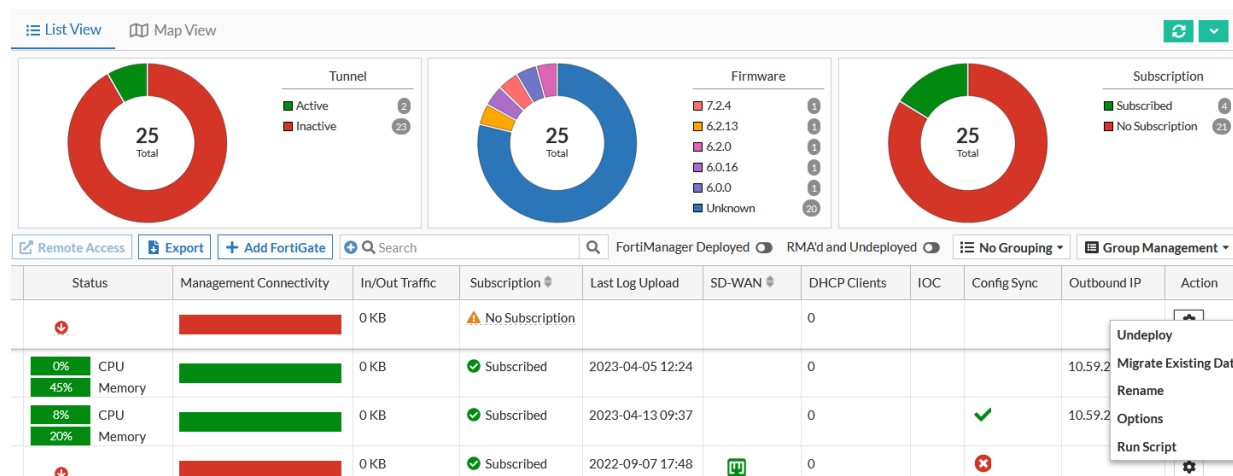 List View Map View
Tunnel
Active 2
Inactive 23
25
Total
Firmware
7.2.4 1
6.2.13 1
6.2.0 1
6.0.16 1
6.0.0 1
Unknown 20
25
Total
Subscription
Subscribed 4
No Subscription 21
25
Total
Remote Access Export Add FortiGate Search FortiManager Deployed RMA'd and Undeployed No Grouping Group Management
Status Management Connectivity In/Out Traffic Subscription Last Log Upload SD-WAN DHCP Clients IOC Config Sync Outbound IP Action
0 KB No Subscription 0
Undeploy
0% CPU 0 KB Subscribed 2023-04-05 12:24 0 10.59.2 Migrate Existing Dat
45% Memory
Rename
8% CPU 0 KB Subscribed 2023-04-13 09:37 0 10.59.2 Options
20% Memory
Run Script
0 KB Subscribed 2022-09-07 17:48 0